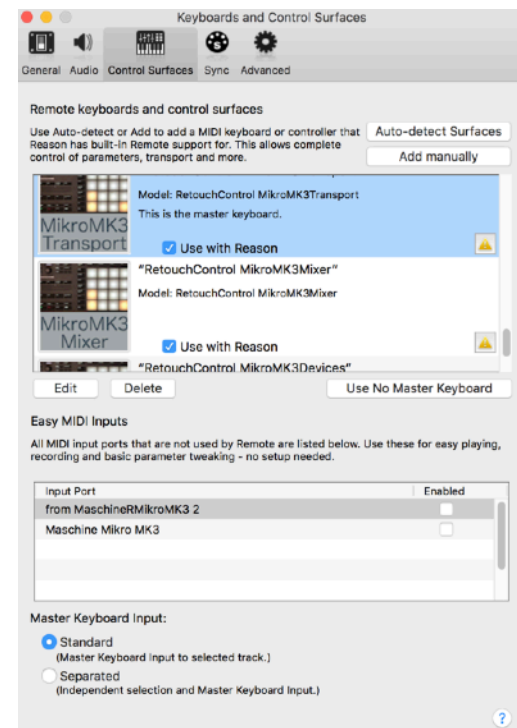 Keyboards and Control Surfaces
General Audio Control Surfaces Sync Advanced
Remote keyboards and control surfaces
Use Auto-detect or Add to add a MIDI keyboard or controller that
Reason has built-in Remote support for. This allows complete
control of parameters, transport and more.
Auto-detect Surfaces
Add manually
MikroMK3
Transport
Model: RetouchControl MikroMK3Transport
This is the master keyboard.
Use with Reason
MikroMK3
Mixer
"RetouchControl MikroMK3Mixer"
Model: RetouchControl MikroMK3Mixer
Use with Reason
"RetouchControl MikroMK3Devices"
Edit Delete Use No Master Keyboard
Easy MIDI Inputs
All MIDI input ports that are not used by Remote are listed below. Use these for easy playing,
recording and basic parameter tweaking - no setup needed.
Input Port Enabled
from MaschineRMikroMK3 2
Maschine Mikro MK3
Master Keyboard Input:
Standard
(Master Keyboard Input to selected track.)
Separated
(Independent selection and Master Keyboard Input.)
?